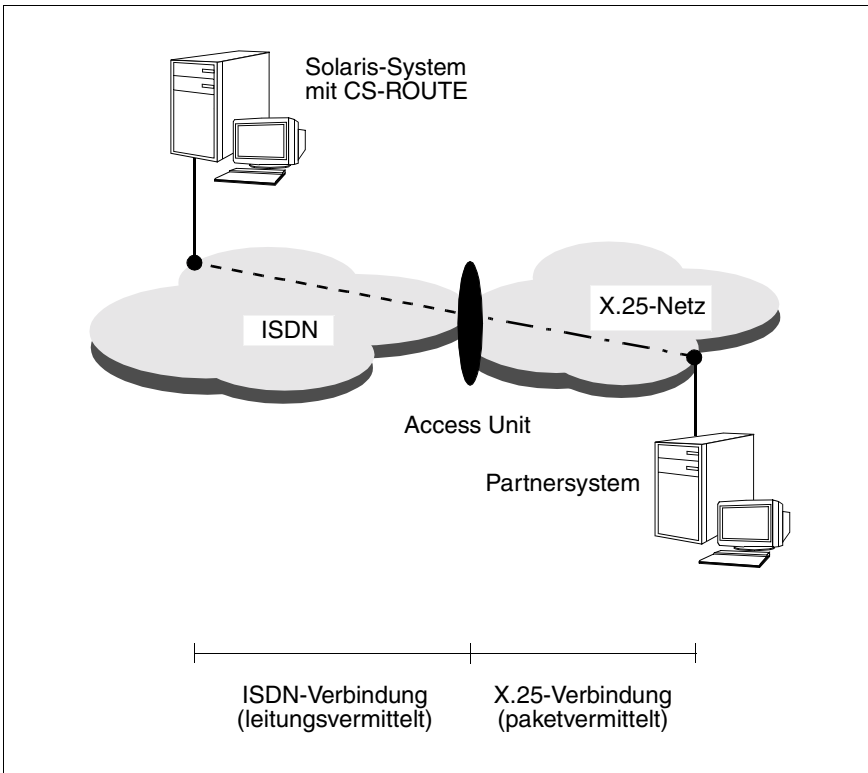 Solaris-System
mit CS-ROUTE
ISDN
X.25-Netz
Access Unit
Partnersystem
ISDN-Verbindung
(leitungsvermittelt)
X.25-Verbindung
(paketvermittelt)